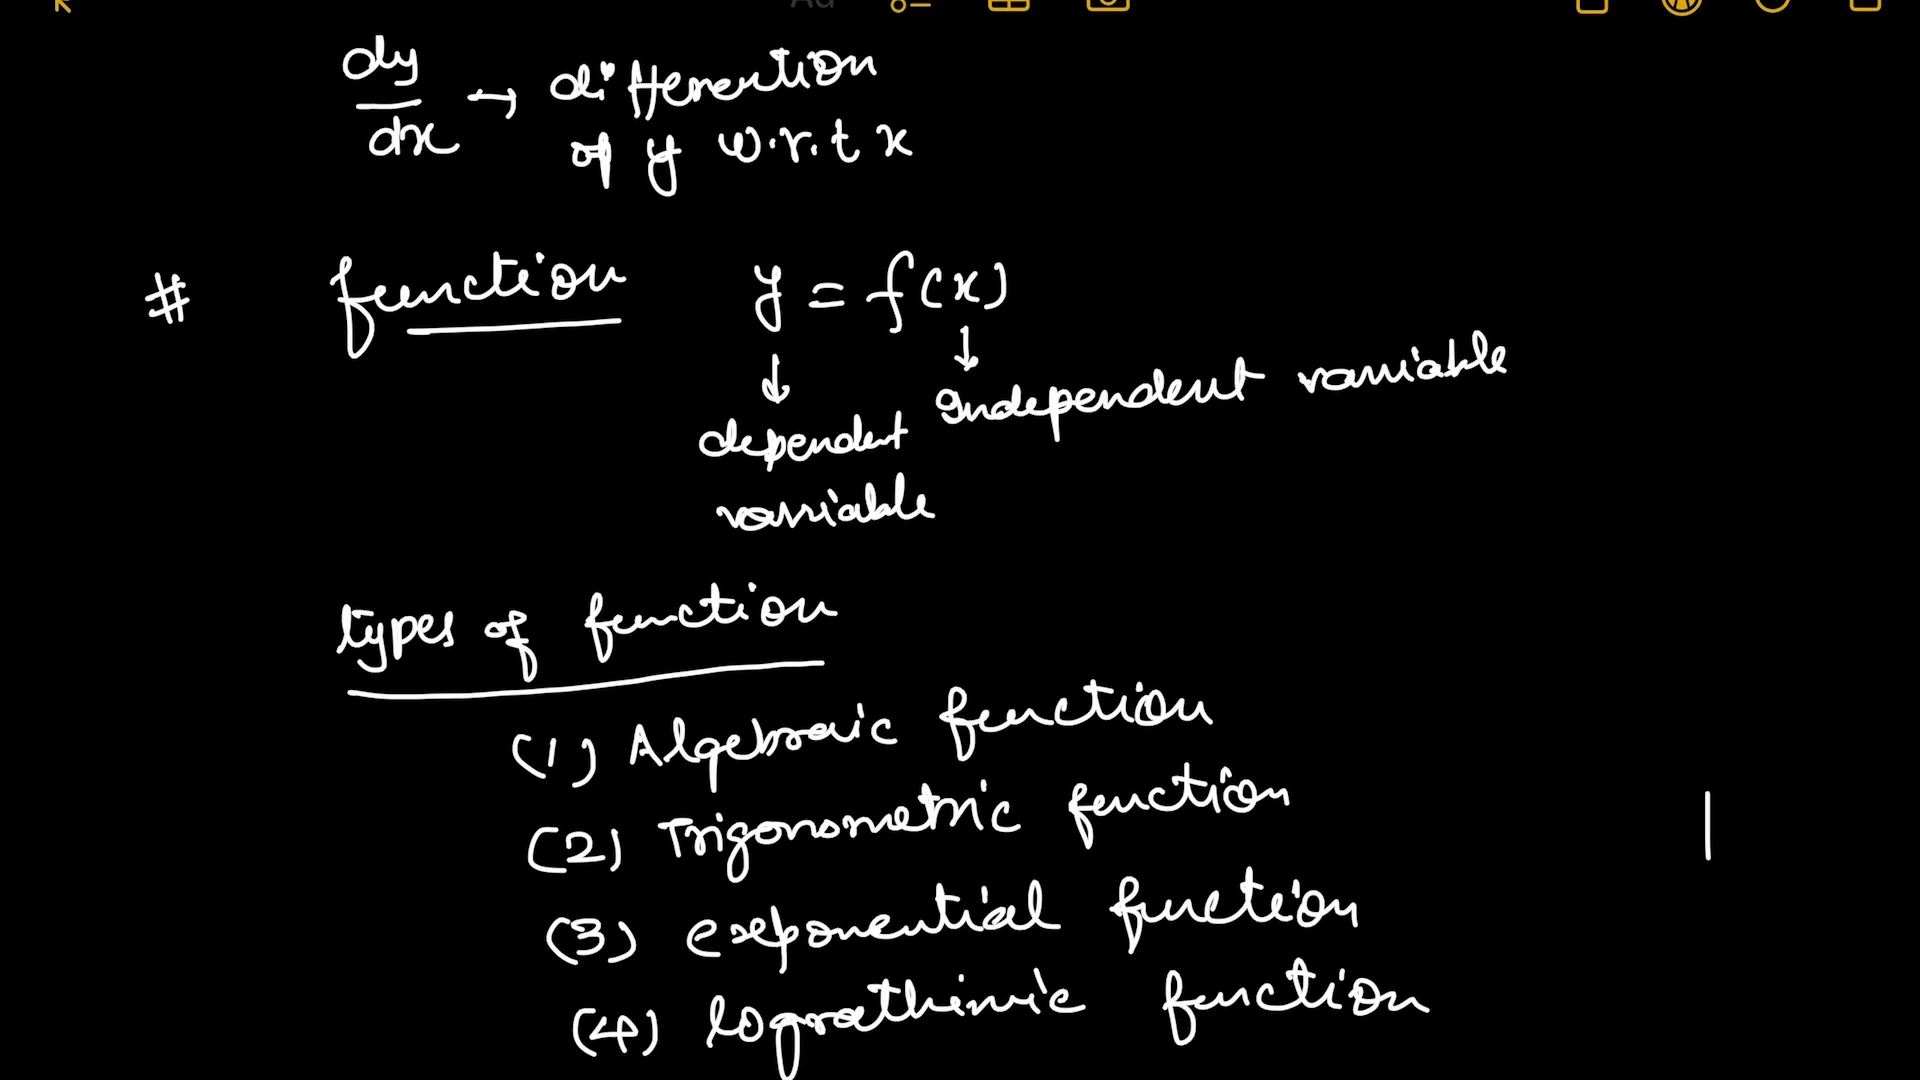 dy/dx → differention
of y w.r.t x
# function y = f(x)
↓ ↓
dependent Independent variable
variable
types of function
(1) Algebraic function
(2) Trigonometric function
(3) exponential function
(4) lograthimic function